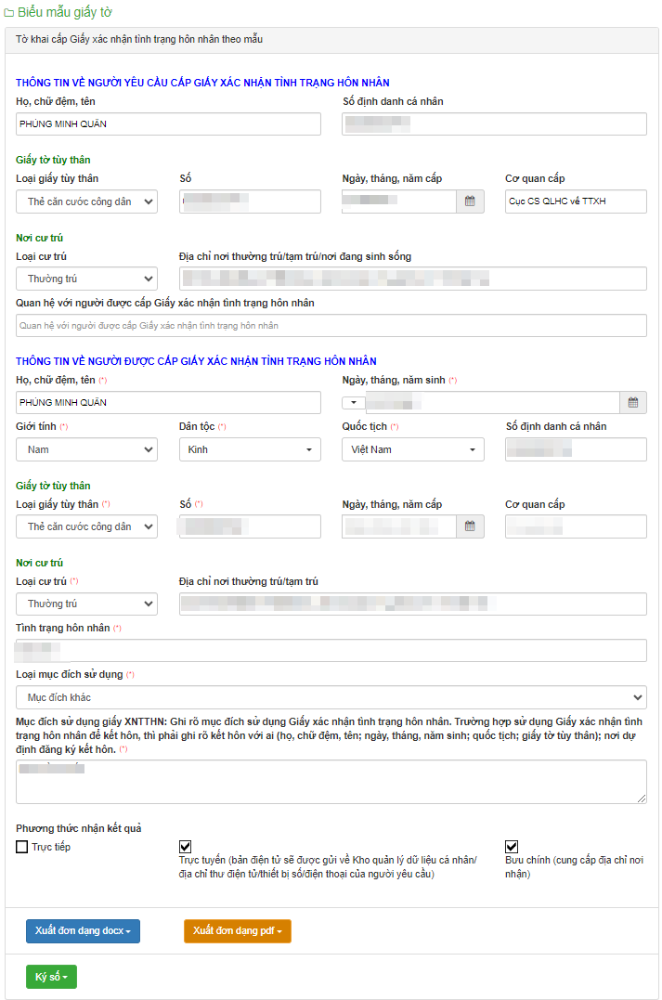 Biểu mẫu giấy tờ
Tờ khai cấp Giấy xác nhận tình trạng hôn nhân theo mẫu
THÔNG TIN VỀ NGƯỜI YÊU CẦU CẤP GIẤY XÁC NHẬN TÌNH TRẠNG HÔN NHÂN
Họ, chữ đệm, tên Số định danh cá nhân
PHÙNG MINH QUÂN
Giấy tờ tùy thân
Loại giấy tùy thân Số Ngày, tháng, năm cấp Cơ quan cấp
Thẻ căn cước công dân Cục CS QLHC về TTXH
Nơi cư trú
Loại cư trú Địa chỉ nơi thường trú/tạm trú/nơi đang sinh sống
Thường trú
Quan hệ với người được cấp Giấy xác nhận tình trạng hôn nhân
Quan hệ với người được cấp Giấy xác nhận tình trạng hôn nhân
THÔNG TIN VỀ NGƯỜI ĐƯỢC CẤP GIẤY XÁC NHẬN TÌNH TRẠNG HÔN NHÂN
Họ, chữ đệm, tên (*) Ngày, tháng, năm sinh (*)
PHÙNG MINH QUÂN
Giới tính (*) Dân tộc (*) Quốc tịch (*) Số định danh cá nhân
Nam Kinh Việt Nam
Giấy tờ tùy thân
Loại giấy tùy thân (*) Số (*) Ngày, tháng, năm cấp Cơ quan cấp
Thẻ căn cước công dân
Nơi cư trú
Loại cư trú (*) Địa chỉ nơi thường trú/tạm trú
Thường trú
Tình trạng hôn nhân (*)
Loại mục đích sử dụng (*)
Mục đích khác
Mục đích sử dụng giấy XNTTHN: Ghi rõ mục đích sử dụng Giấy xác nhận tình trạng hôn nhân. Trường hợp sử dụng Giấy xác nhận tình
trạng hôn nhân để kết hôn, thì phải ghi rõ kết hôn với ai (họ, chữ đệm, tên; ngày, tháng, năm sinh; quốc tịch; giấy tờ tùy thân); nơi dự
định đăng ký kết hôn. (*)
Phương thức nhận kết quả
Trực tiếp
Trực tuyến (bản điện tử sẽ được gửi về Kho quản lý dữ liệu cá nhân/
địa chỉ thư điện tử/thiết bị số/điện thoại của người yêu cầu)
Bưu chính (cung cấp địa chỉ nơi
nhận)
Xuất đơn dạng docx Xuất đơn dạng pdf
Ký số